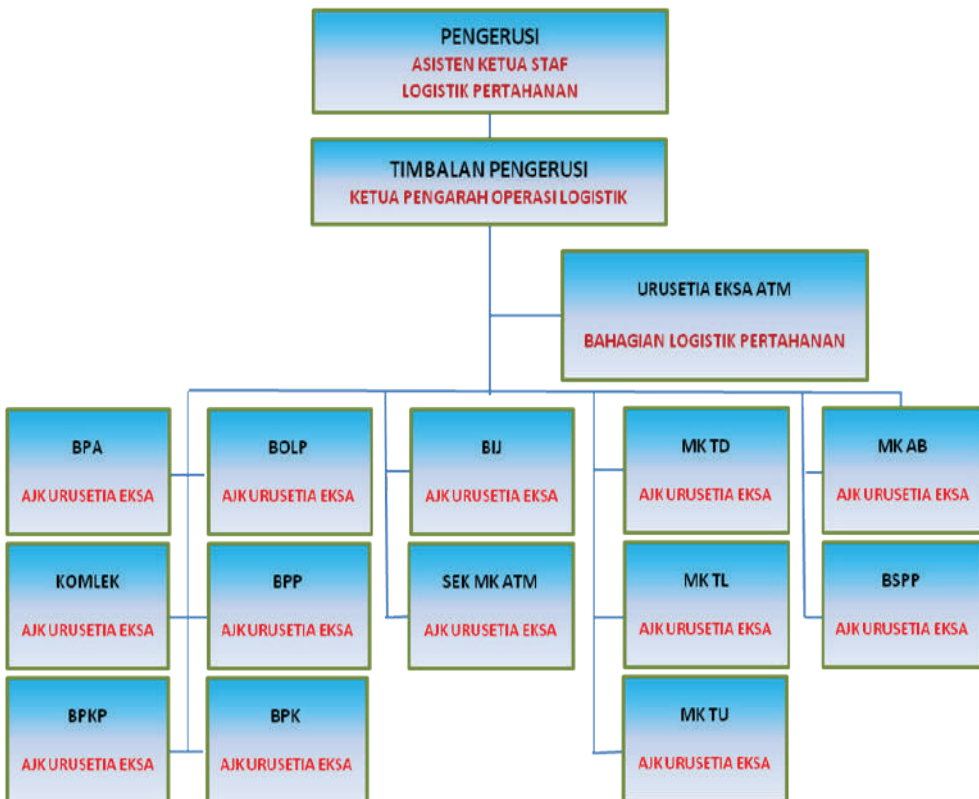 PENGERUSI
ASISTEN KETUA STAF
LOGISTIK PERTAHANAN
TIMBALAN PENGERUSI
KETUA PENGARAH OPERASI LOGISTIK
URUSETIA EKSA ATM
BAHAGIAN LOGISTIK PERTAHANAN
BPA
AJK URUSETIA EKSA
BOLP
AJK URUSETIA EKSA
BIJ
AJK URUSETIA EKSA
MK TD
AJK URUSETIA EKSA
MK AB
AJK URUSETIA EKSA
KOMLEK
AJK URUSETIA EKSA
BPP
AJK URUSETIA EKSA
SEK MK ATM
AJK URUSETIA EKSA
MK TL
AJK URUSETIA EKSA
BSPP
AJK URUSETIA EKSA
BPKP
AJK URUSETIA EKSA
BPK
AJK URUSETIA EKSA
MK TU
AJK URUSETIA EKSA